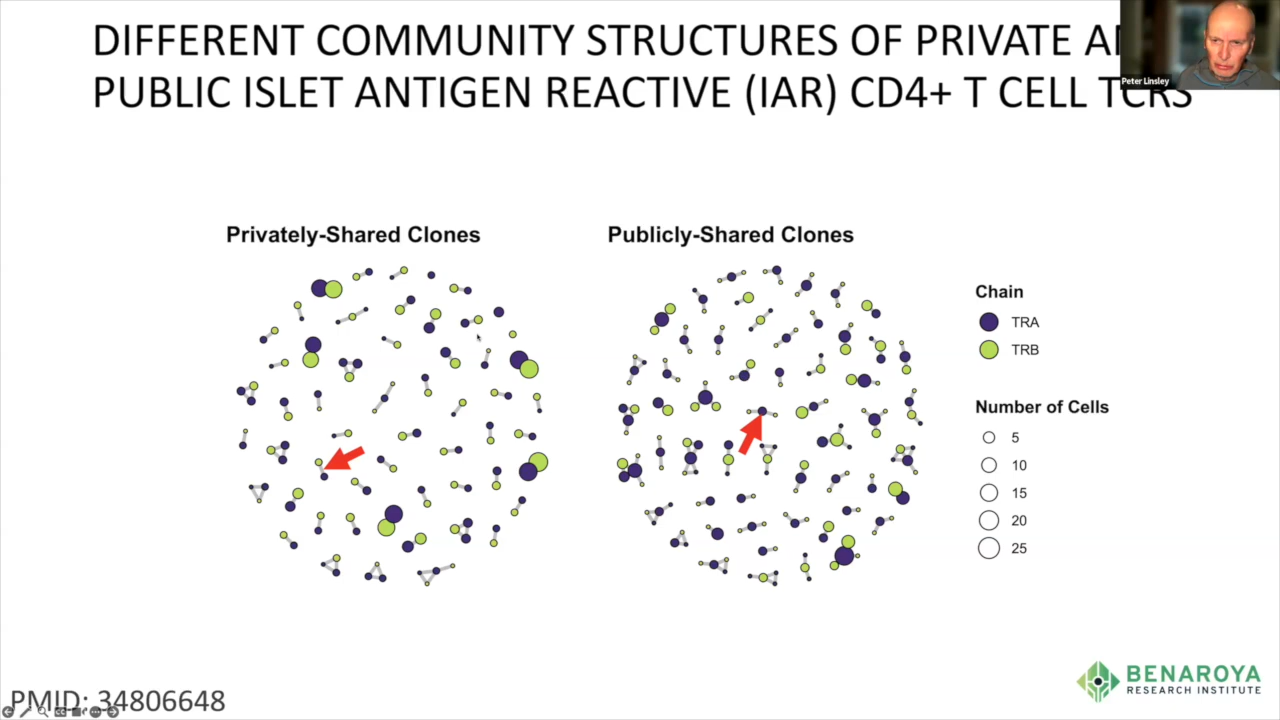 DIFFERENT COMMUNITY STRUCTURES OF PRIVATE
PUBLIC ISLET ANTIGEN REACTIVE (IAR) CD4+ T CELL TCRS
Peter Linsley
Privately-Shared Clones
Publicly-Shared Clones
Chain
TRA
TRB
Number of Cells
5
10
15
20
25
BENAROYA
RESEARCH INSTITUTE
PMID: 34806648